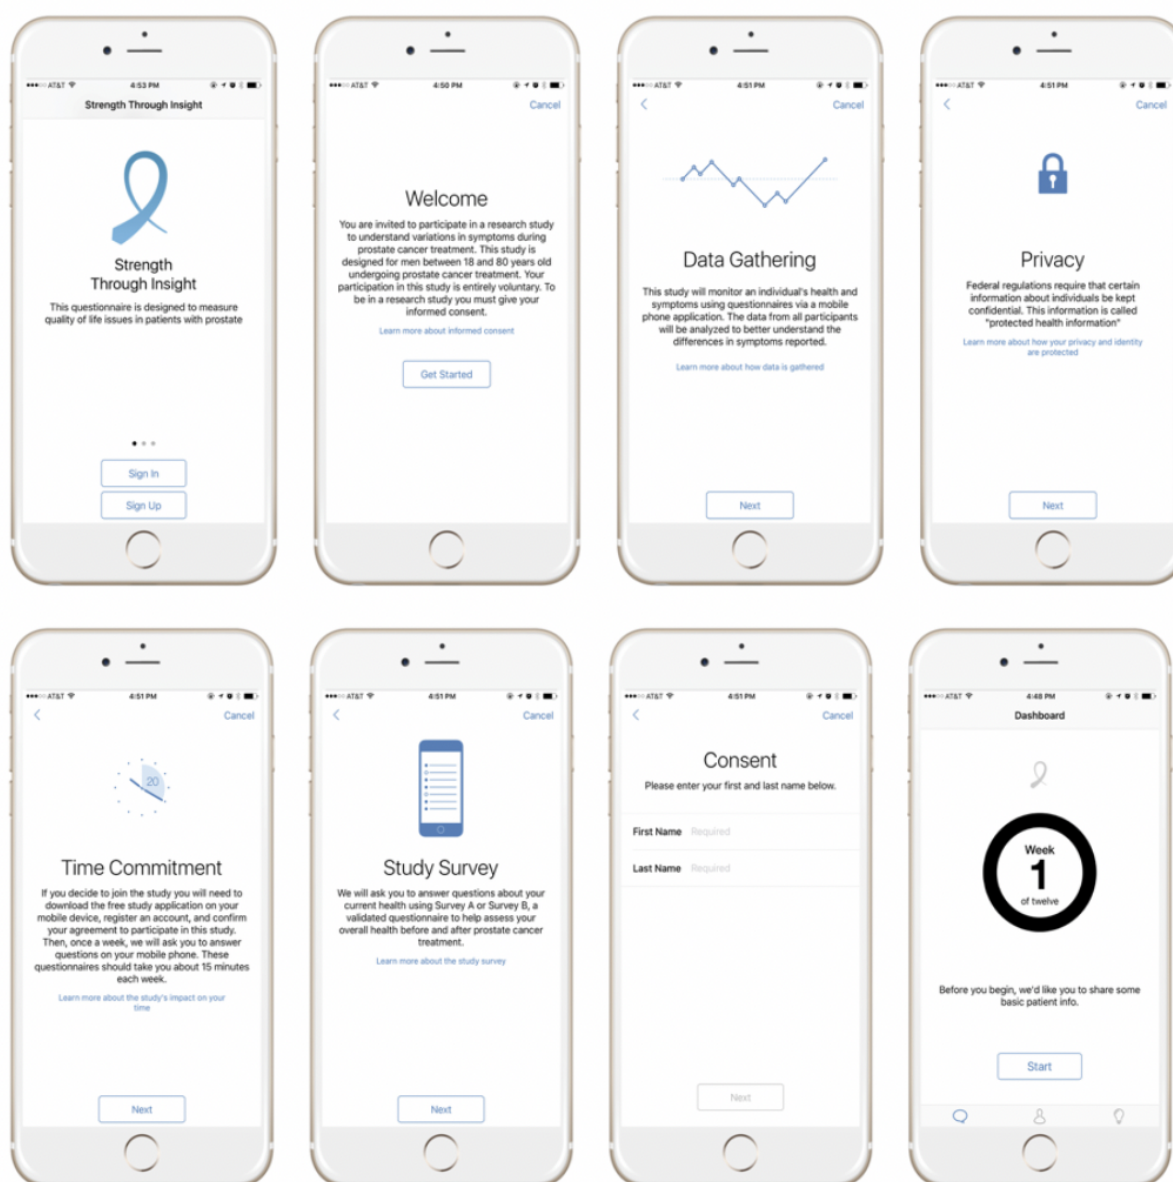 AT&T 4:53 PM
Strength Through Insight
Strength
Through Insight
This questionnaire is designed to measure
quality of life issues in patients with prostate
Sign In
Sign Up
AT&T 4:50 PM
Cancel
Welcome
You are invited to participate in a research study
to understand variations in symptoms during
prostate cancer treatment. This study is
designed for men between 18 and 80 years old
undergoing prostate cancer treatment. Your
participation in this study is entirely voluntary. To
be in a research study you must give your
informed consent.
Learn more about informed consent
Get Started
AT&T 4:51 PM
Cancel
Data Gathering
This study will monitor an individual's health and
symptoms using questionnaires via a mobile
phone application. The data from all participants
will be analyzed to better understand the
differences in symptoms reported.
Learn more about how data is gathered
Next
AT&T 4:51 PM
Cancel
Privacy
Federal regulations require that certain
information about individuals be kept
confidential. This information is called
"protected health information"
Learn more about how your privacy and identity
are protected
Next
AT&T 4:51 PM
Cancel
20
Time Commitment
If you decide to join the study you will need to
download the free study application on your
mobile device, register an account, and confirm
your agreement to participate in this study.
Then, once a week, we will ask you to answer
questions on your mobile phone. These
questionnaires should take you about 15 minutes
each week.
Learn more about the study's impact on your
time
Next
AT&T 4:51 PM
Cancel
Study Survey
We will ask you to answer questions about your
current health using Survey A or Survey B, a
validated questionnaire to help assess your
overall health before and after prostate cancer
treatment.
Learn more about the study survey
Next
AT&T 4:51 PM
Cancel
Consent
Please enter your first and last name below.
First Name Required
Last Name Required
Next
AT&T 4:48 PM
Dashboard
Week
1
of twelve
Before you begin, we'd like you to share some
basic patient info.
Start